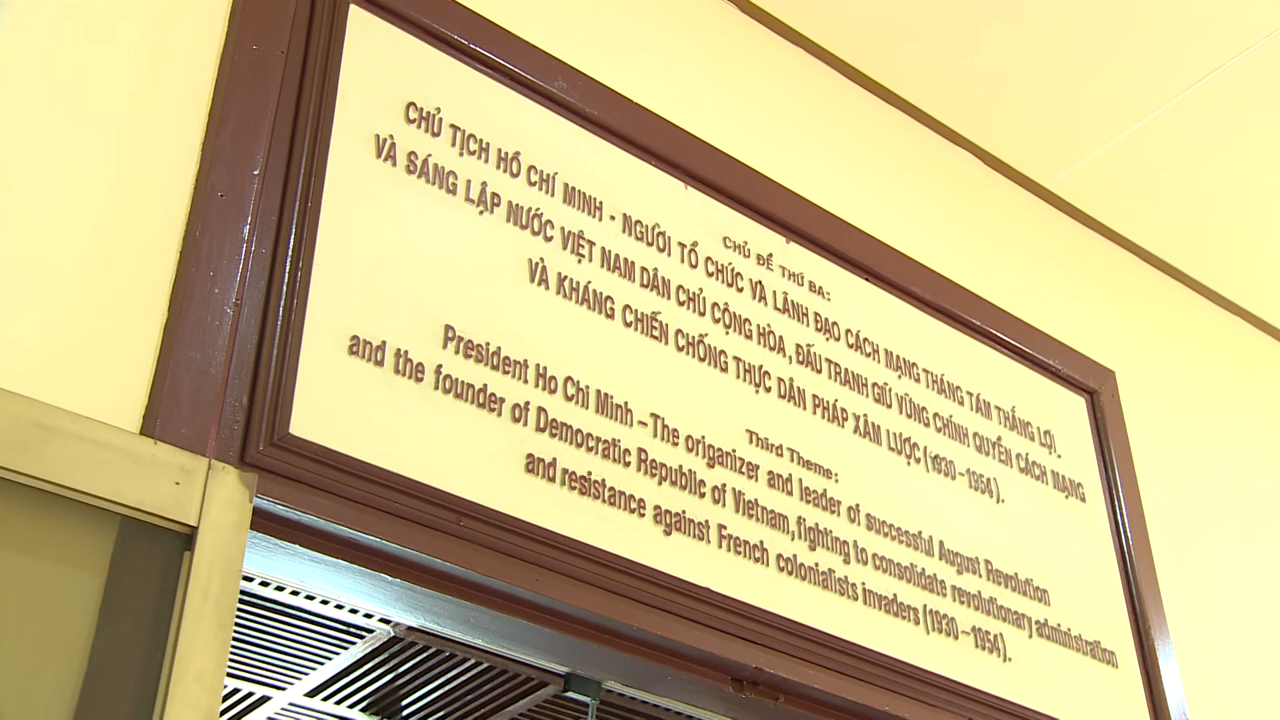 CHỦ ĐỀ THỨ BA:
CHỦ TỊCH HỒ CHÍ MINH - NGƯỜI TỔ CHỨC VÀ LÃNH ĐẠO CÁCH MẠNG THÁNG TÁM THẮNG LỢI
VÀ SÁNG LẬP NƯỚC VIỆT NAM DÂN CHỦ CỘNG HÒA, ĐẤU TRANH GIỮ VỮNG CHÍNH QUYỀN CÁCH MẠNG
VÀ KHÁNG CHIẾN CHỐNG THỰC DÂN PHÁP XÂM LƯỢC (1930-1954).
Third Theme:
President Ho Chi Minh - The origanizer and leader of successful August Revolution
and the founder of Democratic Republic of Vietnam, fighting to consolidate revolutionary administration
and resistance against French colonialists invaders (1930-1954).